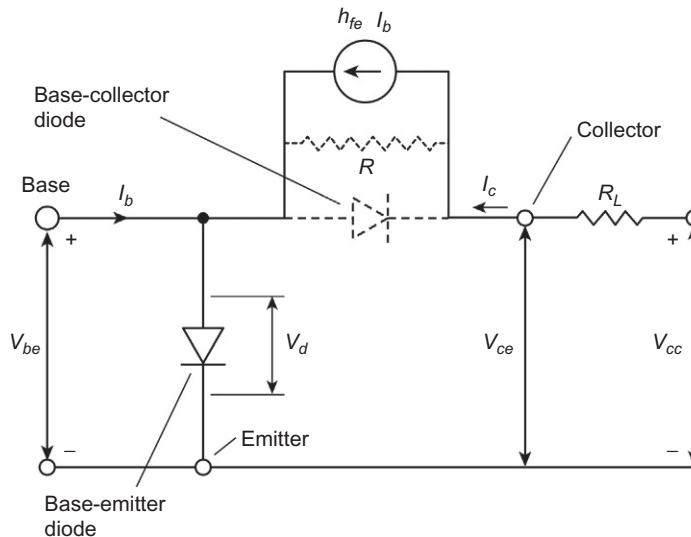 h_fe I_b
Base-collector
diode
Collector
R
Base
I_b
I_c
R_L
+
+
V_be
V_d
V_ce
V_cc
Emitter
–
–
Base-emitter
diode